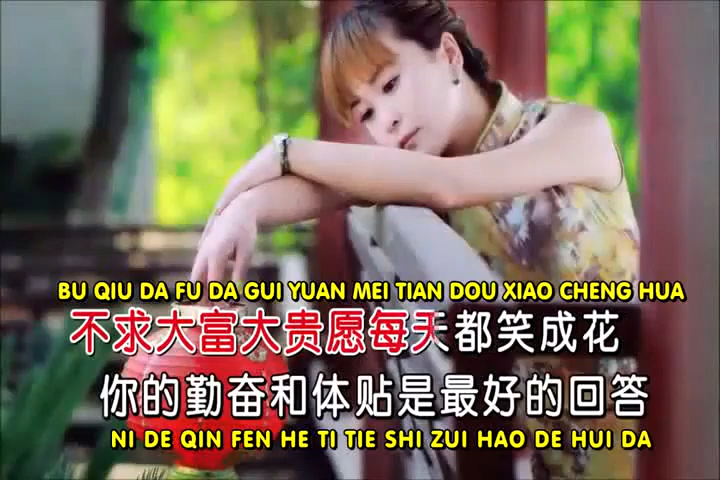 BU QIU DA FU DA GUI YUAN MEI TIAN DOU XIAO CHENG HUA
不求大富大贵愿每天都笑成花
你的勤奋和体贴是最好的回答
NI DE QIN FEN HE TI TIE SHI ZUI HAO DE HUI DA